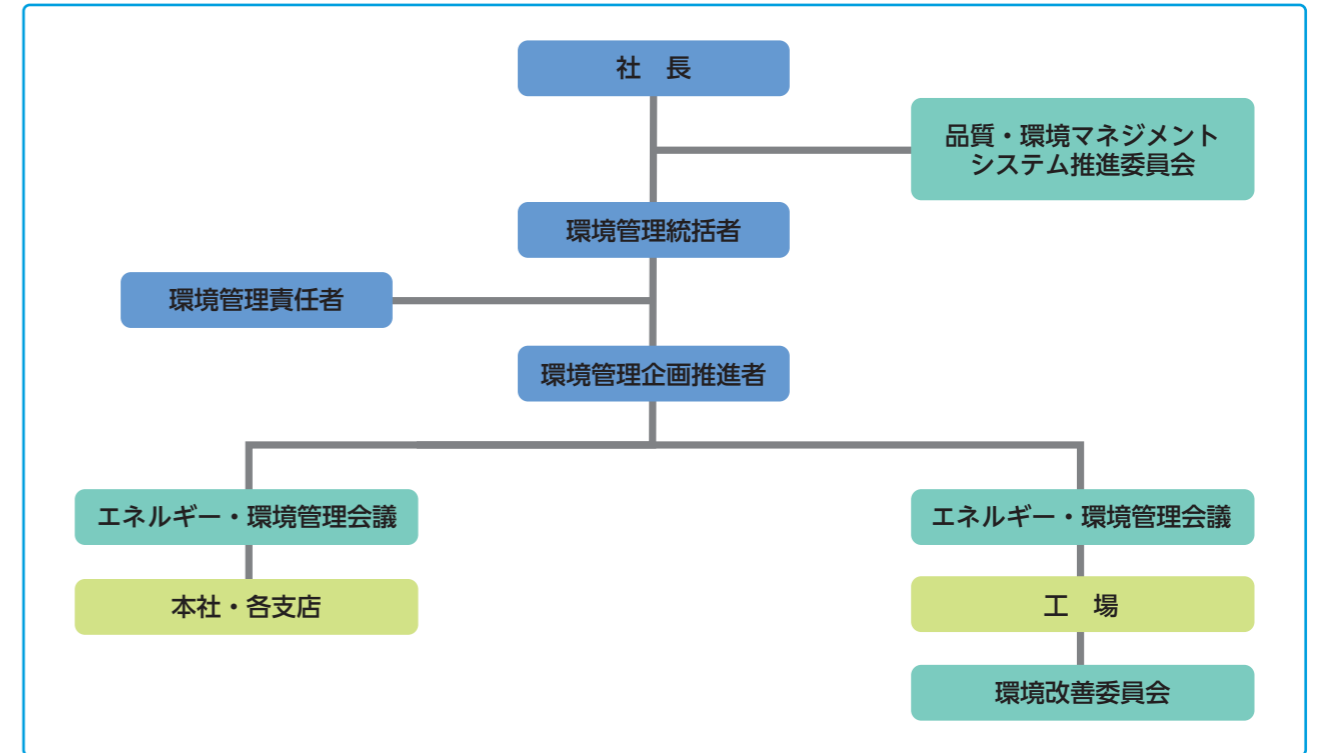 社　長
品質・環境マネジメント
システム推進委員会
環境管理統括者
環境管理責任者
環境管理企画推進者
エネルギー・環境管理会議
エネルギー・環境管理会議
本社・各支店
工　場
環境改善委員会